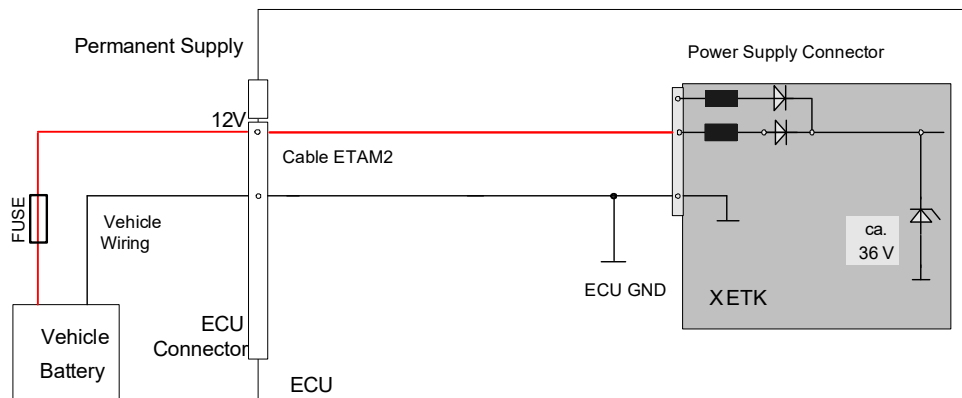 Permanent Supply
Power Supply Connector
12V
Cable ETAM2
FUSE
Vehicle
Wiring
ca.
36 V
ECU GND
XETK
ECU
Connector
Vehicle
Battery
ECU